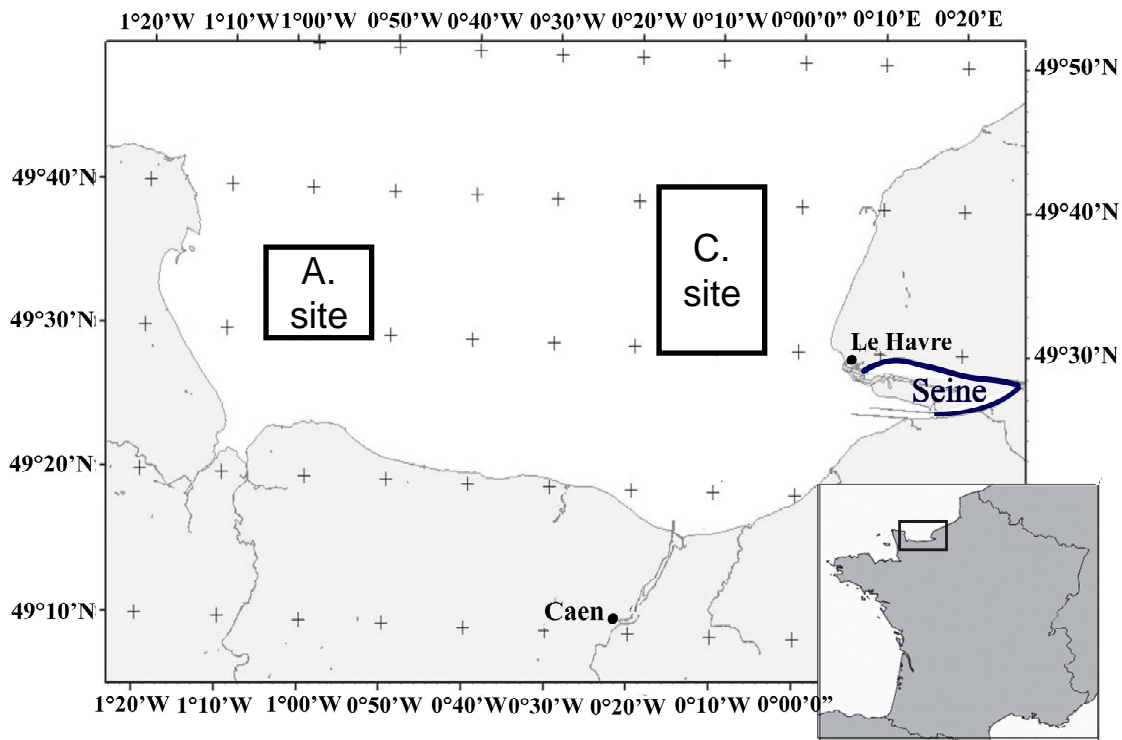 1°20’W 1°10’W 1°00’W 0°50’W 0°40’W 0°30’W 0°20’W 0°10’W 0°00’W 0°10’E 0°20’E
49°50’N
49°40’N
49°40’N
A.
site
C.
site
49°30’N
49°30’N
Le Havre
Seine
49°20’N
49°10’N
Caen
1°20’W 1°10’W 1°00’W 0°50’W 0°40’W 0°30’W 0°20’W 0°10’W 0°00’0”